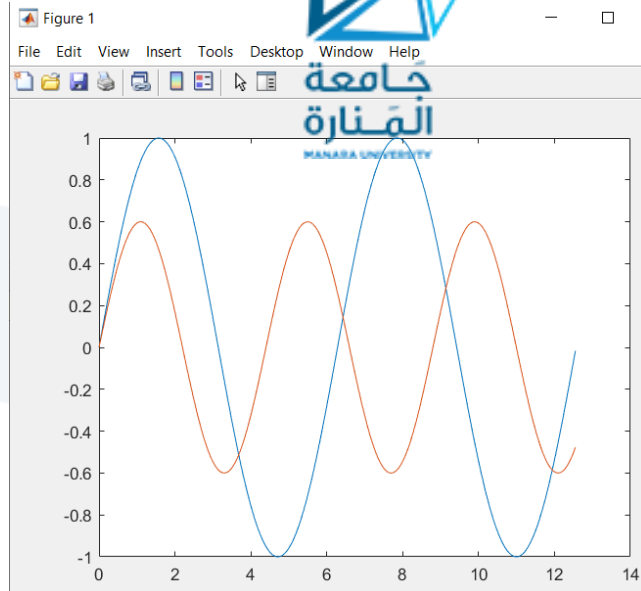 Figure 1
File Edit View Insert Tools Desktop Window Help
جَامعة
المَنارة
MANARA UNIVERSITY
1
0.8
0.6
0.4
0.2
0
-0.2
-0.4
-0.6
-0.8
-1
0 2 4 6 8 10 12 14